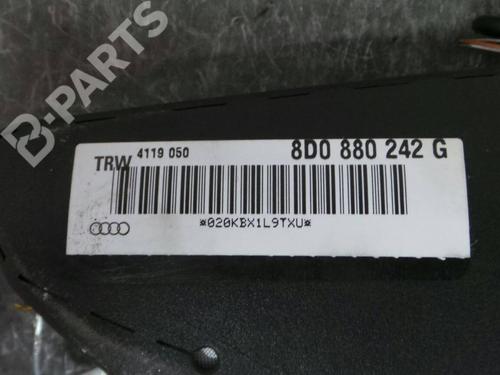 B-PARTS
TRW 4119 050 8D0 880 242 G
*020KBX1L9TXU*